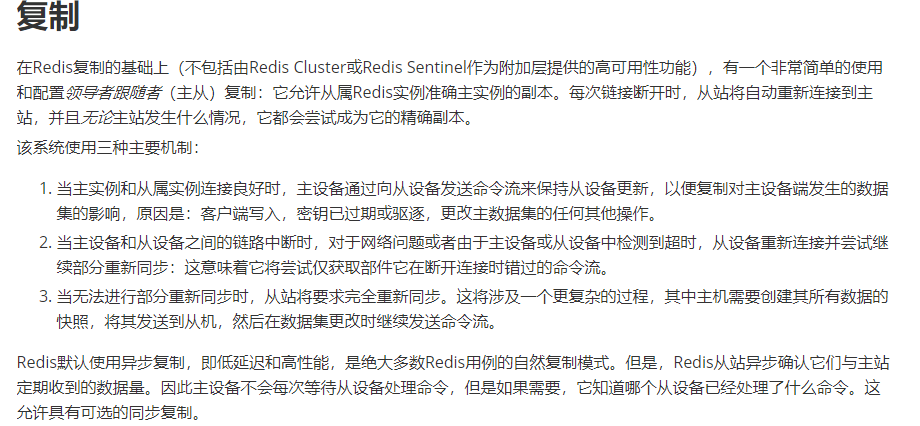 复制
在Redis复制的基础上（不包括由Redis Cluster或Redis Sentinel作为附加层提供的高可用性功能），有一个非常简单的使用
和配置领导者跟随者（主从）复制：它允许从属Redis实例准确主实例的副本。每次链接断开时，从站将自动重新连接到主
站，并且无论主站发生什么情况，它都会尝试成为它的精确副本。
该系统使用三种主要机制：
1. 当主实例和从属实例连接良好时，主设备通过向从设备发送命令流来保持从设备更新，以便复制对主设备端发生的数据
集的影响，原因是：客户端写入，密钥已过期或驱逐，更改主数据集的任何其他操作。
2. 当主设备和从设备之间的链路中断时，对于网络问题或者由于主设备或从设备中检测到超时，从设备重新连接并尝试继
续部分重新同步：这意味着它将尝试仅获取部件它在断开连接时错过的命令流。
3. 当无法进行部分重新同步时，从站将要求完全重新同步。这将涉及一个更复杂的过程，其中主机需要创建其所有数据的
快照，将其发送到从机，然后在数据集更改时继续发送命令流。
Redis默认使用异步复制，即低延迟和高性能，是绝大多数Redis用例的自然复制模式。但是，Redis从站异步确认它们与主站
定期收到的数据量。因此主设备不会每次等待从设备处理命令，但是如果需要，它知道哪个从设备已经处理了什么命令。这
允许具有可选的同步复制。